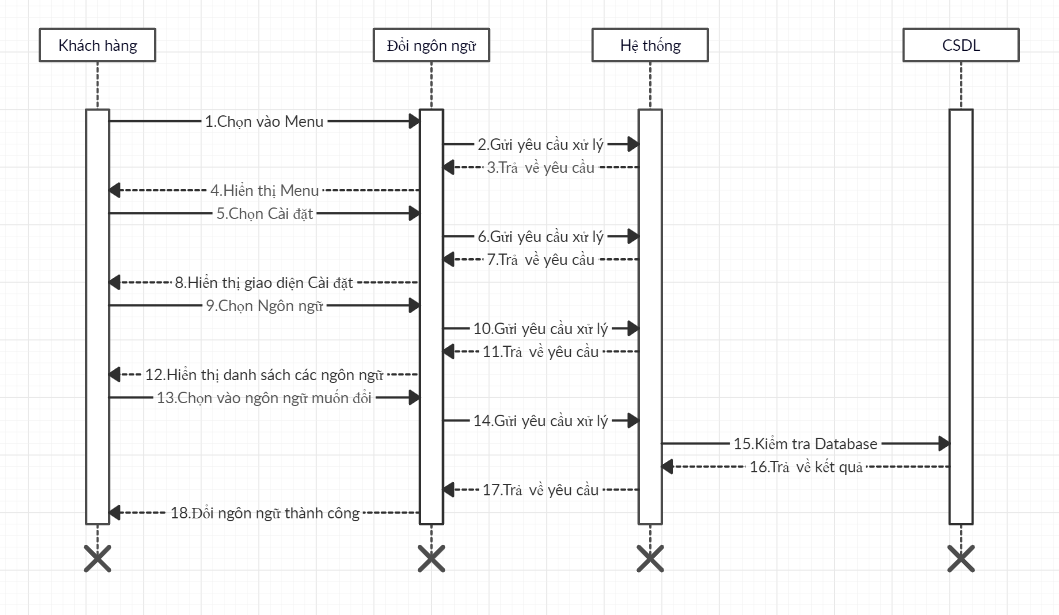 Khách hàng
Đổi ngôn ngữ
Hệ thống
CSDL
1.Chọn vào Menu
2.Gửi yêu cầu xử lý
3.Trả về yêu cầu
4.Hiển thị Menu
5.Chọn Cài đặt
6.Gửi yêu cầu xử lý
7.Trả về yêu cầu
8.Hiển thị giao diện Cài đặt
9.Chọn Ngôn ngữ
10.Gửi yêu cầu xử lý
11.Trả về yêu cầu
12.Hiển thị danh sách các ngôn ngữ
13.Chọn vào ngôn ngữ muốn đổi
14.Gửi yêu cầu xử lý
15.Kiểm tra Database
16.Trả về kết quả
17.Trả về yêu cầu
18.Đổi ngôn ngữ thành công